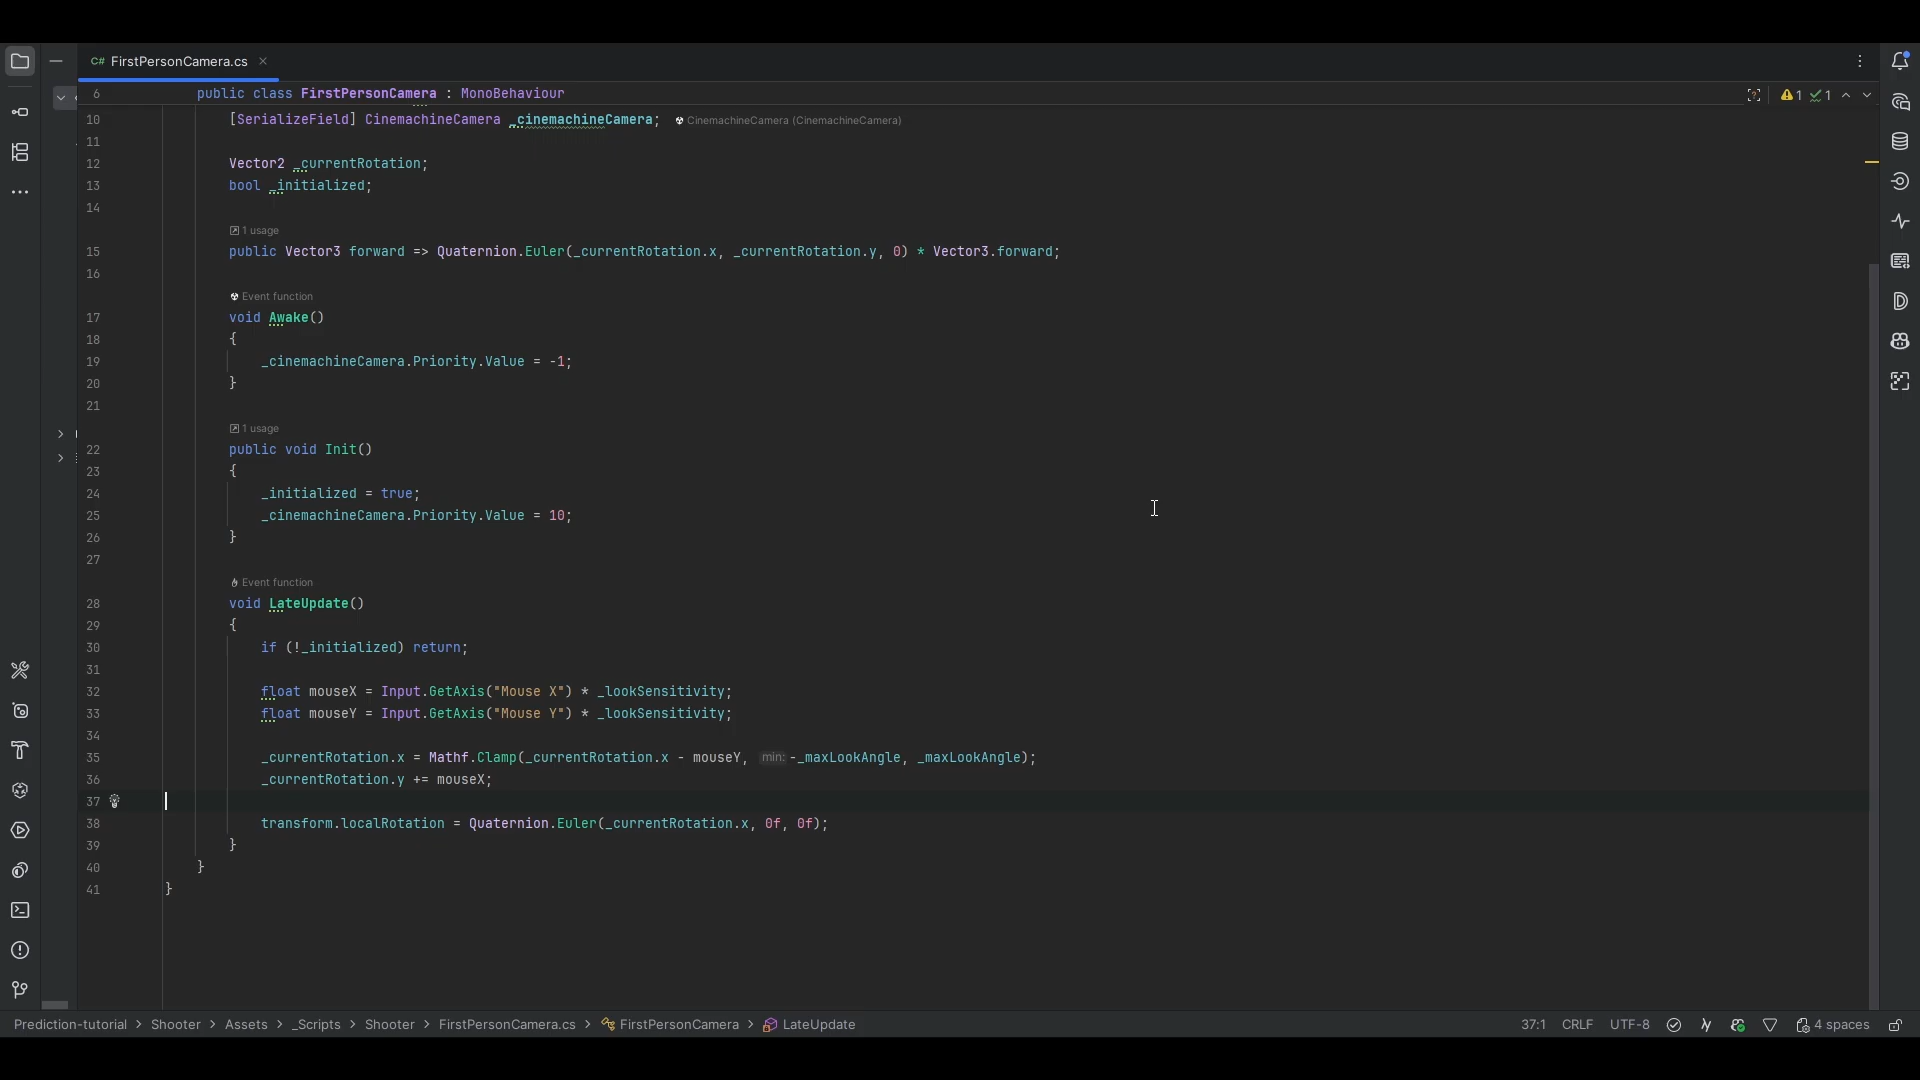 C# FirstPersonCamera.cs
6 public class FirstPersonCamera : MonoBehaviour
1 1
10 [SerializeField] CinemachineCamera _cinemachineCamera; CinemachineCamera (CinemachineCamera)
11
12 Vector2 _currentRotation;
13 bool _initialized;
14
1 usage
15 public Vector3 forward => Quaternion.Euler(_currentRotation.x, _currentRotation.y, 0) * Vector3.forward;
16
Event function
17 void Awake()
18 {
19 _cinemachineCamera.Priority.Value = -1;
20 }
21
1 usage
22 public void Init()
23 {
24 _initialized = true;
25 _cinemachineCamera.Priority.Value = 10;
26 }
27
Event function
28 void LateUpdate()
29 {
30 if (!_initialized) return;
31
32 float mouseX = Input.GetAxis("Mouse X") * _lookSensitivity;
33 float mouseY = Input.GetAxis("Mouse Y") * _lookSensitivity;
34
35 _currentRotation.x = Mathf.Clamp(_currentRotation.x - mouseY, min: -_maxLookAngle, _maxLookAngle);
36 _currentRotation.y += mouseX;
37
38 transform.localRotation = Quaternion.Euler(_currentRotation.x, 0f, 0f);
39 }
40 }
41 }
Prediction-tutorial > Shooter > Assets > _Scripts > Shooter > FirstPersonCamera.cs > FirstPersonCamera > LateUpdate
37:1 CRLF UTF-8 4 spaces